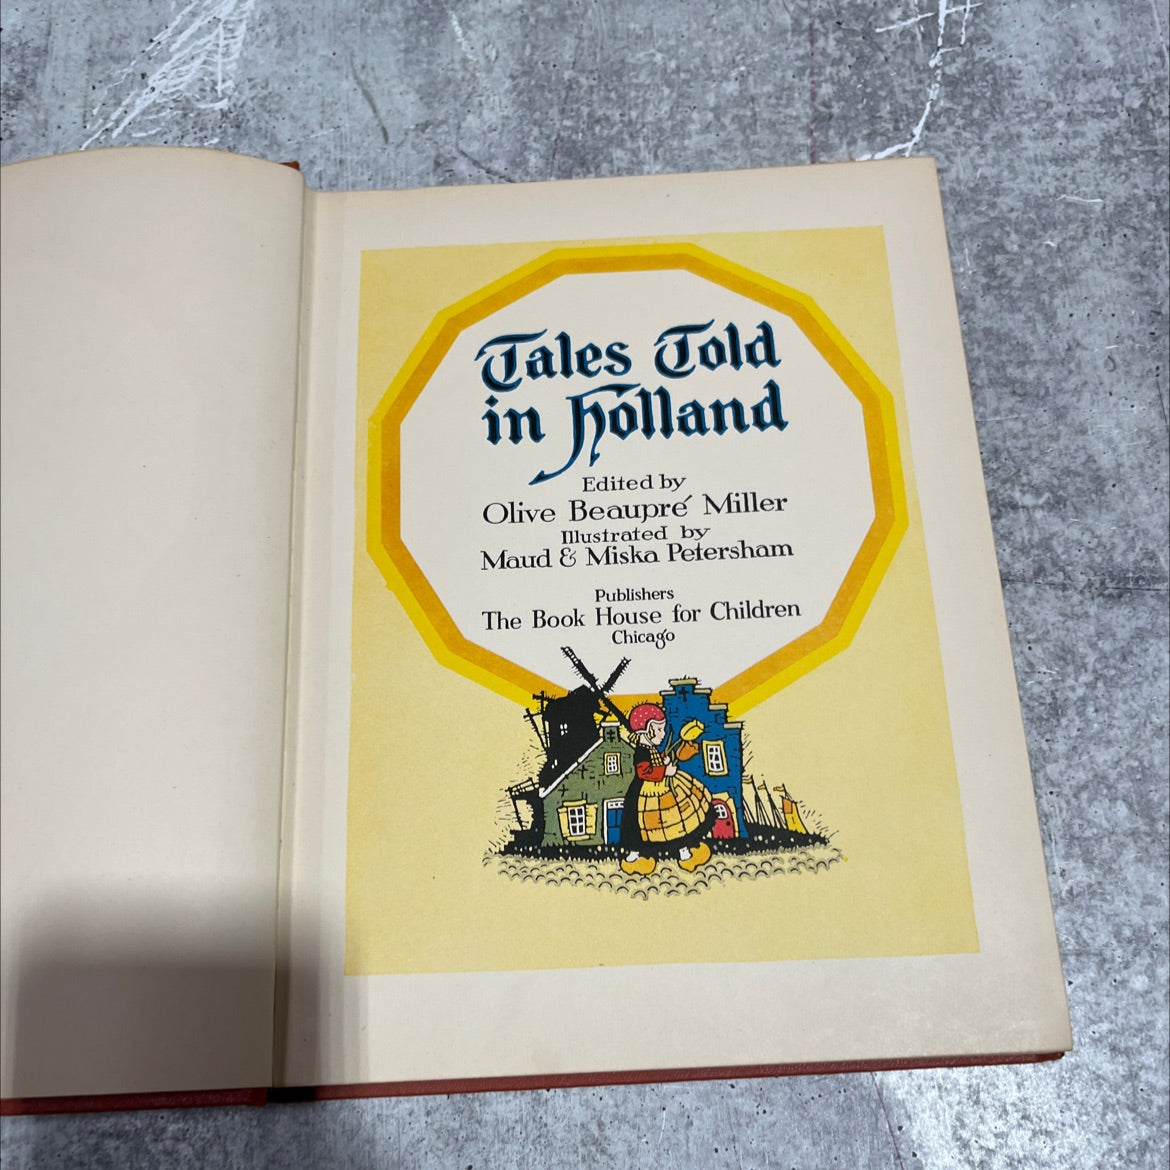 Tales Told
in Holland
Edited by
Olive Beaupré Miller
Illustrated by
Maud & Miska Petersham
Publishers
The Book House for Children
Chicago